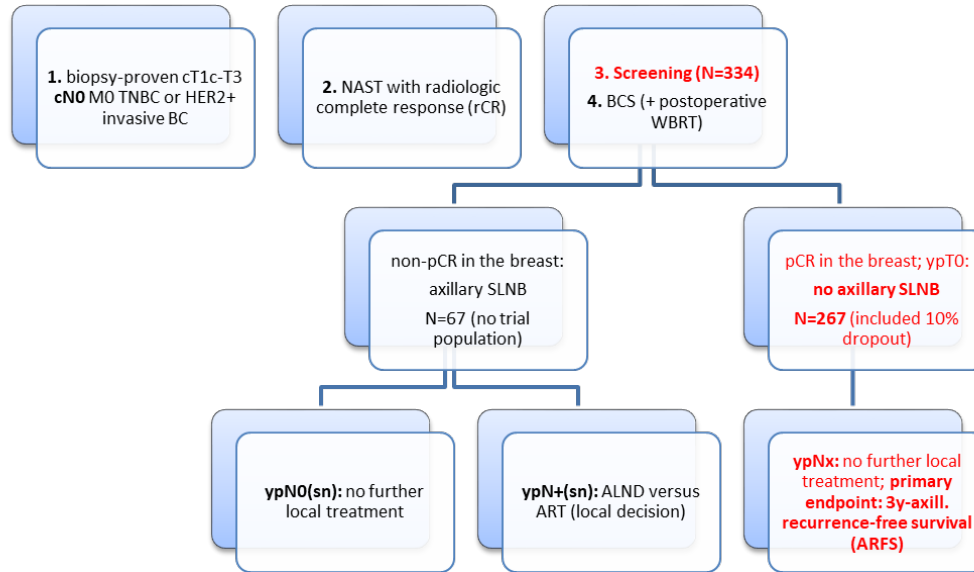 1. biopsy-proven cT1c-T3
cN0 M0 TNBC or HER2+
invasive BC
2. NAST with radiologic
complete response (rCR)
3. Screening (N=334)
4. BCS (+ postoperative
WBRT)
non-pCR in the breast:
axillary SLNB
N=67 (no trial
population)
pCR in the breast; ypT0:
no axillary SLNB
N=267 (included 10%
dropout)
ypN0(sn): no further
local treatment
ypN+(sn): ALND versus
ART (local decision)
ypNx: no further local
treatment; primary
endpoint: 3y-axill.
recurrence-free survival
(ARFS)